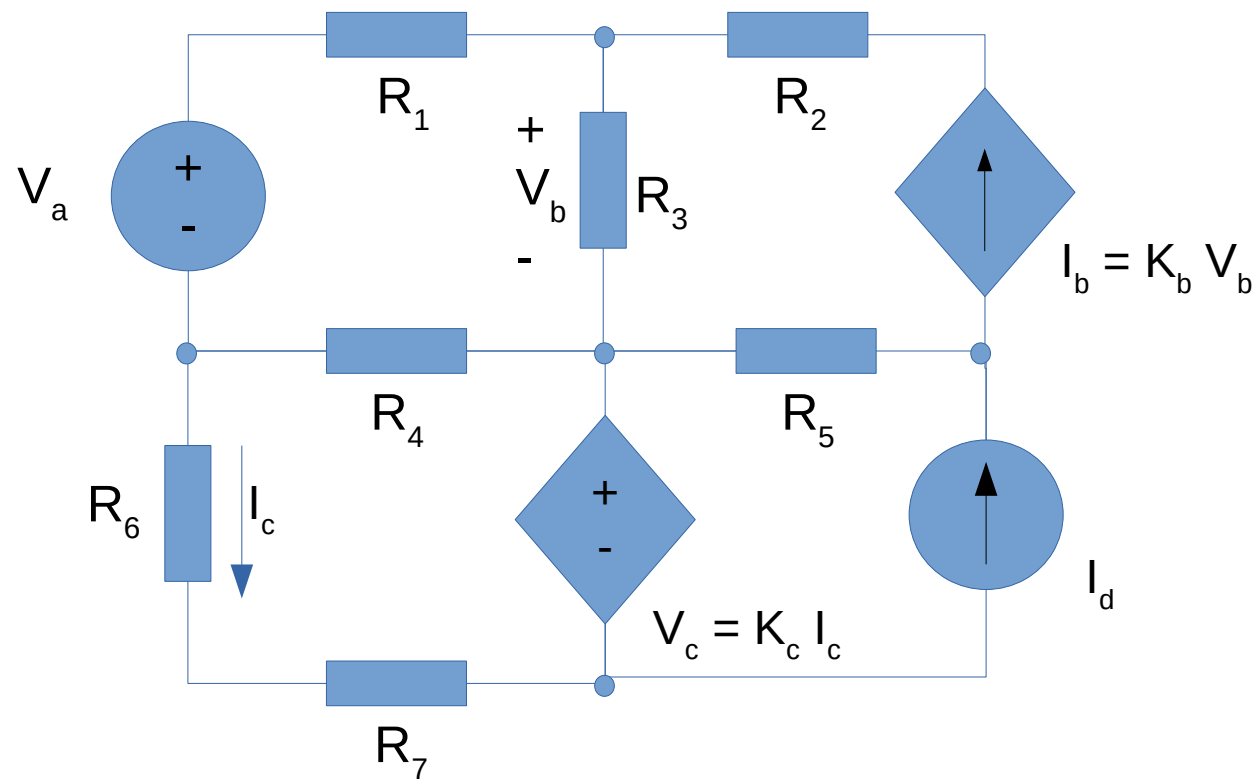 R1
R2
+
-
Va
+
Vb
-
R3
Ib = Kb Vb
R4
R5
R6
Ic
+
-
Vc = Kc Ic
Id
R7